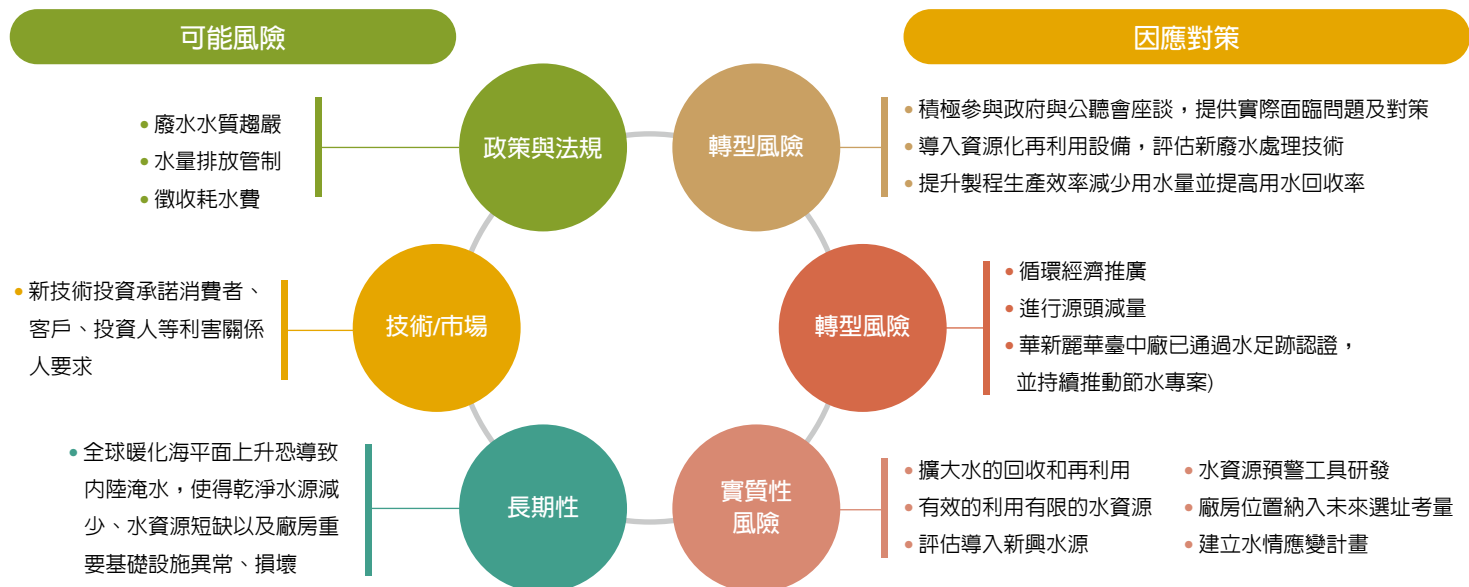 可能風險
因應對策
政策與法規
• 廢水水質趨嚴
• 水量排放管制
• 徵收耗水費
轉型風險
• 積極參與政府與公聽會座談，提供實際面臨問題及對策
• 導入資源化再利用設備，評估新廢水處理技術
• 提升製程生產效率減少用水量並提高用水回收率
技術/市場
• 新技術投資承諾消費者、
客戶、投資人等利害關係
人要求
轉型風險
• 循環經濟推廣
• 進行源頭減量
• 華新麗華臺中廠已通過水足跡認證，
並持續推動節水專案)
長期性
• 全球暖化海平面上升恐導致
內陸淹水，使得乾淨水源減
少、水資源短缺以及廠房重
要基礎設施異常、損壞
實質性
風險
• 擴大水的回收和再利用
• 有效的利用有限的水資源
• 評估導入新興水源
• 水資源預警工具研發
• 廠房位置納入未來選址考量
• 建立水情應變計畫